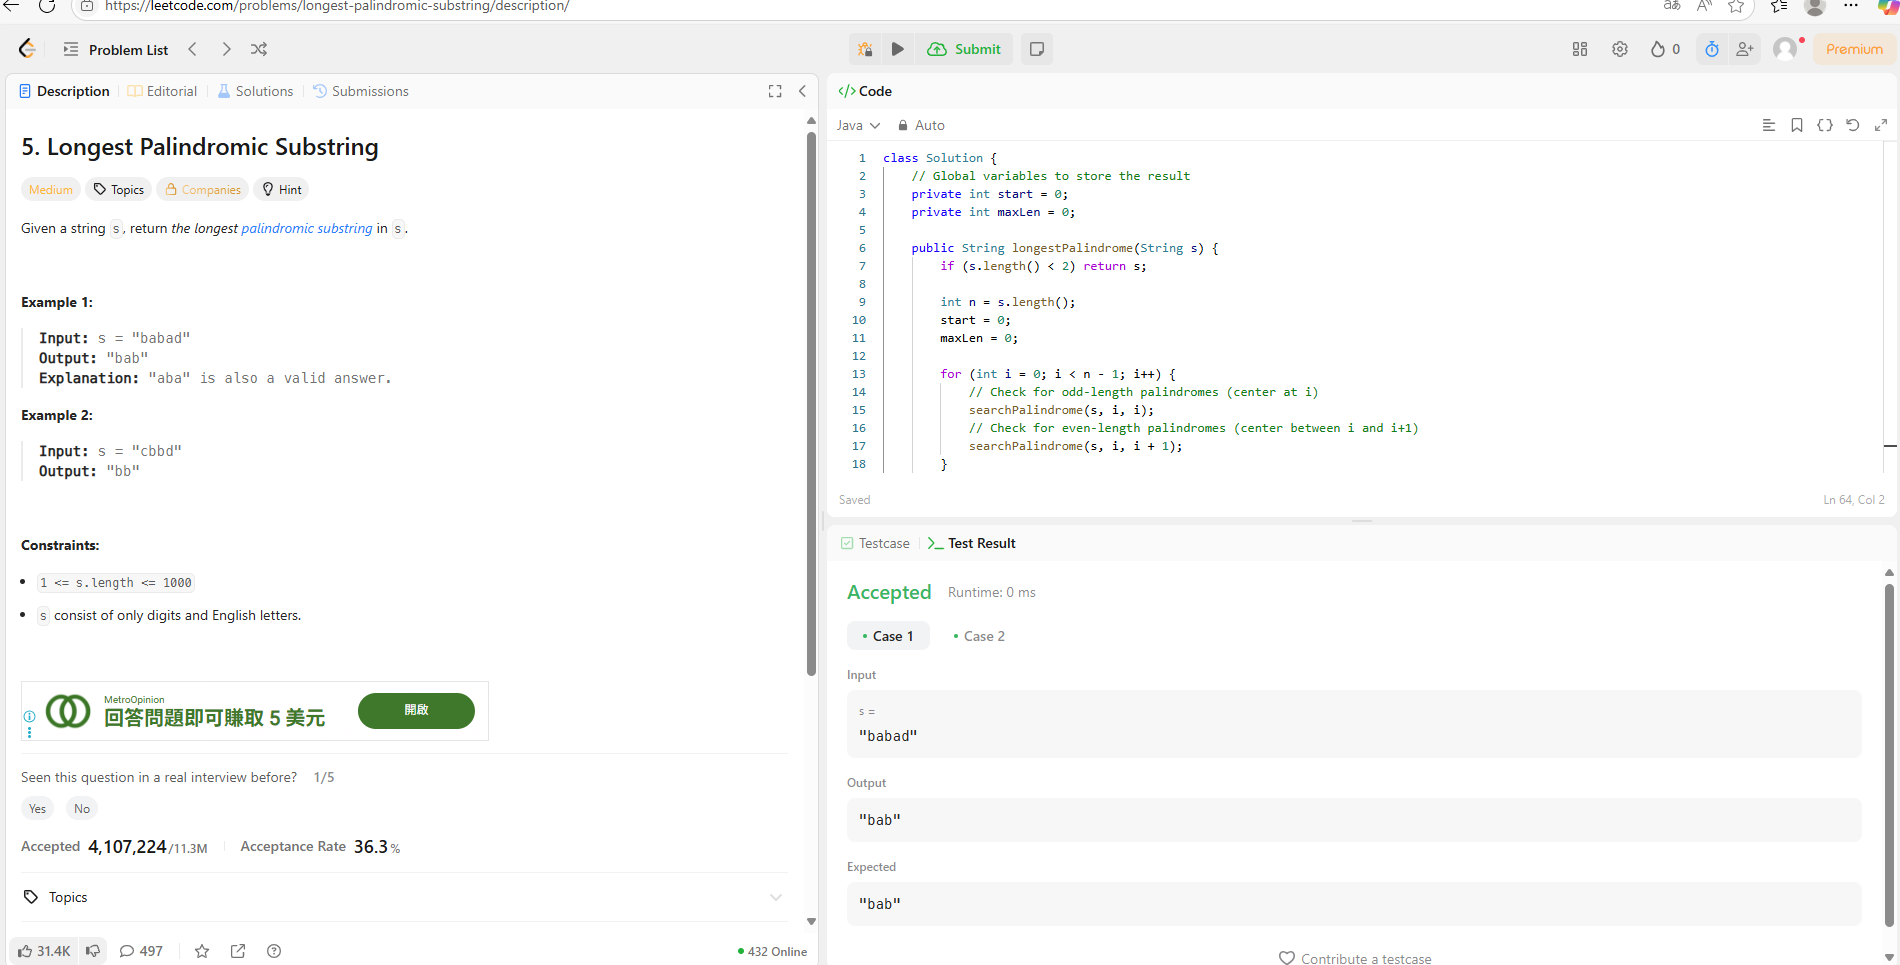 https://leetcode.com/problems/longest-palindromic-substring/description/
Problem List
Submit
0
Premium
Description
Editorial
Solutions
Submissions
5. Longest Palindromic Substring
Medium
Topics
Companies
Hint
Given a string s, return the longest palindromic substring in s.
Example 1:
Input: s = "babad"
Output: "bab"
Explanation: "aba" is also a valid answer.
Example 2:
Input: s = "cbbd"
Output: "bb"
Constraints:
1 <= s.length <= 1000
s consist of only digits and English letters.
MetroOpinion
回答問題即可賺取 5 美元
開啟
Seen this question in a real interview before? 1/5
Yes
No
Accepted 4,107,224/11.3M
Acceptance Rate 36.3%
Topics
31.4K
497
432 Online
</> Code
Java
Auto
1 class Solution {
2 // Global variables to store the result
3 private int start = 0;
4 private int maxLen = 0;
5
6 public String longestPalindrome(String s) {
7 if (s.length() < 2) return s;
8
9 int n = s.length();
10 start = 0;
11 maxLen = 0;
12
13 for (int i = 0; i < n - 1; i++) {
14 // Check for odd-length palindromes (center at i)
15 searchPalindrome(s, i, i);
16 // Check for even-length palindromes (center between i and i+1)
17 searchPalindrome(s, i, i + 1);
18 }
Saved
Ln 64, Col 2
Testcase
Test Result
Accepted
Runtime: 0 ms
Case 1
Case 2
Input
s =
"babad"
Output
"bab"
Expected
"bab"
Contribute a testcase